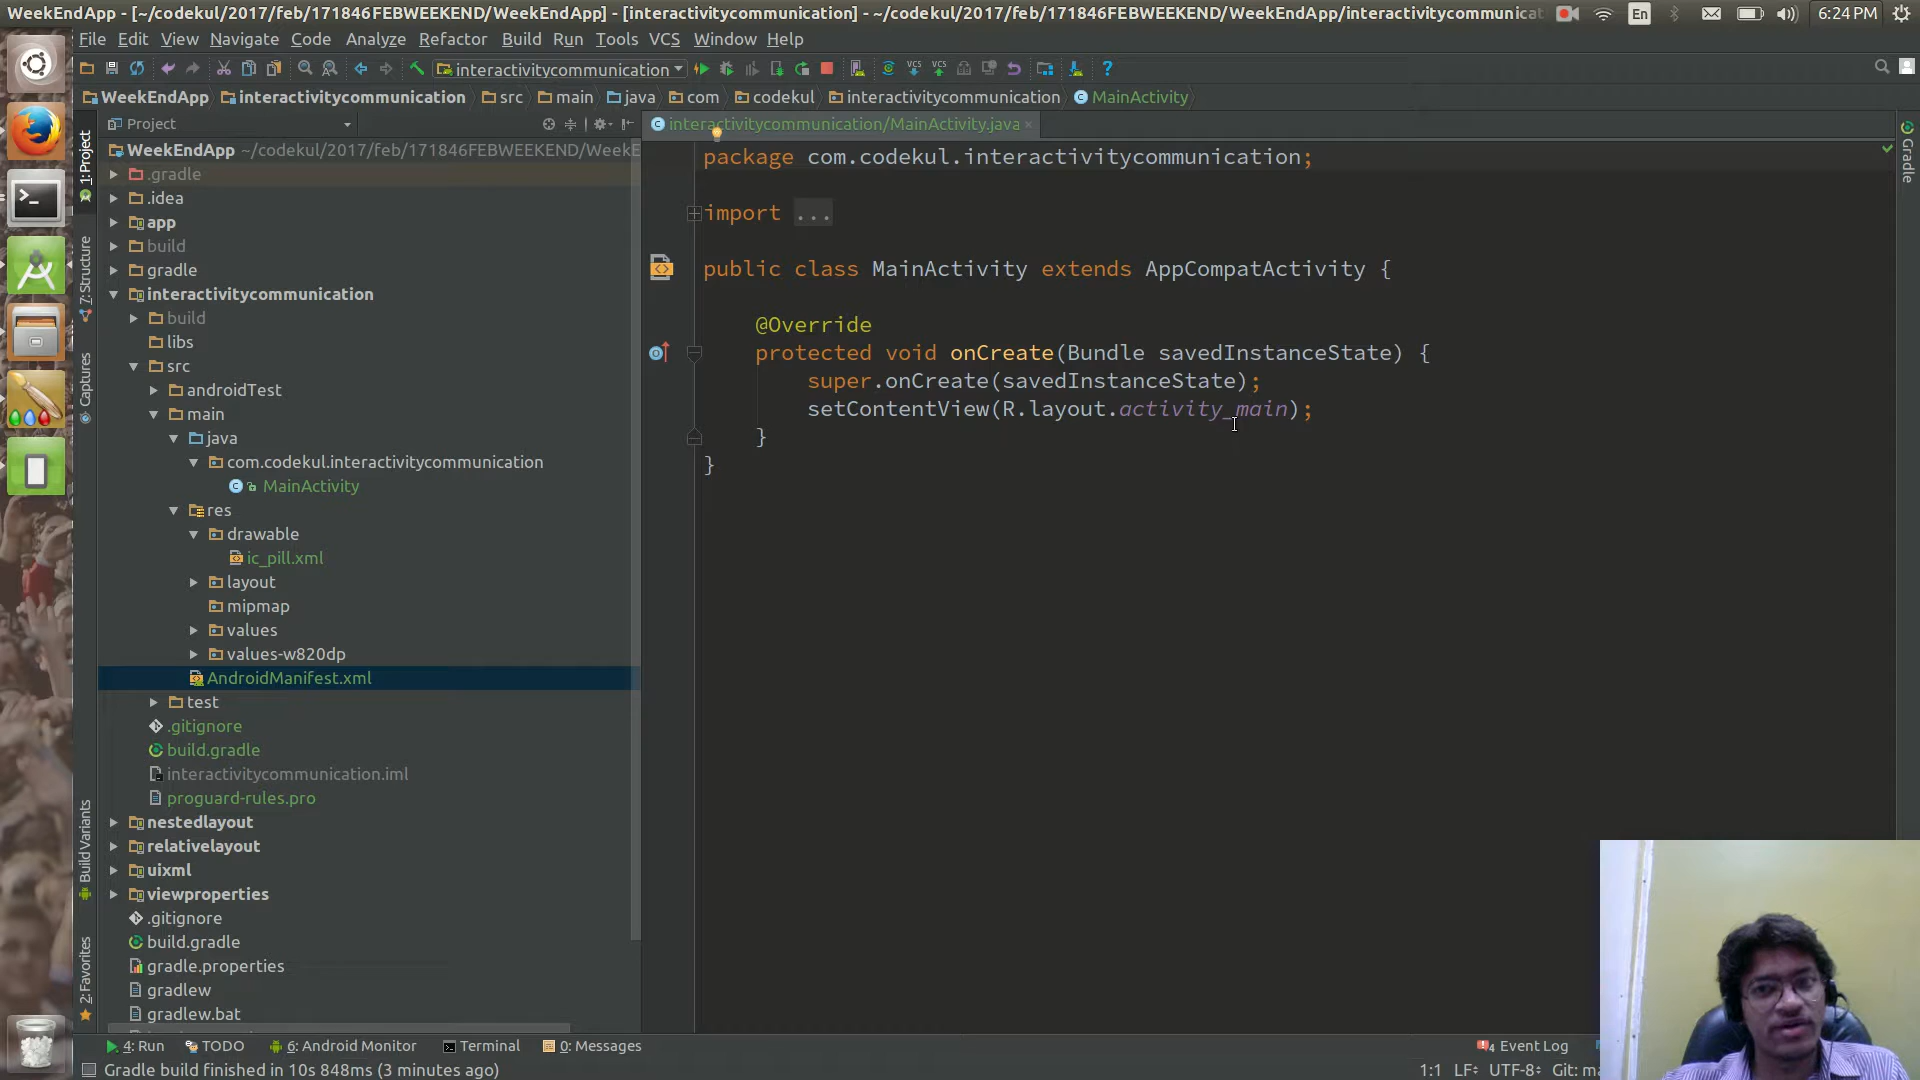 WeekEndApp - [~/codekul/2017/feb/171846FEBWEEKEND/WeekEndApp] - [interactivitycommunication] - ~/codekul/2017/feb/171846FEBWEEKEND/WeekEndApp/interactivitycommunicat
En
6:24 PM
File Edit View Navigate Code Analyze Refactor Build Run Tools VCS Window Help
interactivitycommunication
VCS VCS ?
WeekEndApp interactivitycommunication src main java com codekul interactivitycommunication MainActivity
Project
interactivitycommunication/MainActivity.java
1: Project
7: Structure
Captures
Build Variants
2: Favorites
Gradle
WeekEndApp ~/codekul/2017/feb/171846FEBWEEKEND/WeekE
.gradle
.idea
app
build
gradle
interactivitycommunication
build
libs
src
androidTest
main
java
com.codekul.interactivitycommunication
MainActivity
res
drawable
ic_pill.xml
layout
mipmap
values
values-w820dp
AndroidManifest.xml
test
.gitignore
build.gradle
interactivitycommunication.iml
proguard-rules.pro
nestedlayout
relativelayout
uixml
viewproperties
.gitignore
build.gradle
gradle.properties
gradlew
gradlew.bat
package com.codekul.interactivitycommunication;
import ...
public class MainActivity extends AppCompatActivity {
@Override
protected void onCreate(Bundle savedInstanceState) {
super.onCreate(savedInstanceState);
setContentView(R.layout.activity_main);
}
}
4: Run TODO 6: Android Monitor Terminal 0: Messages
4 Event Log
Gradle build finished in 10s 848ms (3 minutes ago)
1:1 LF UTF-8 Git: ma